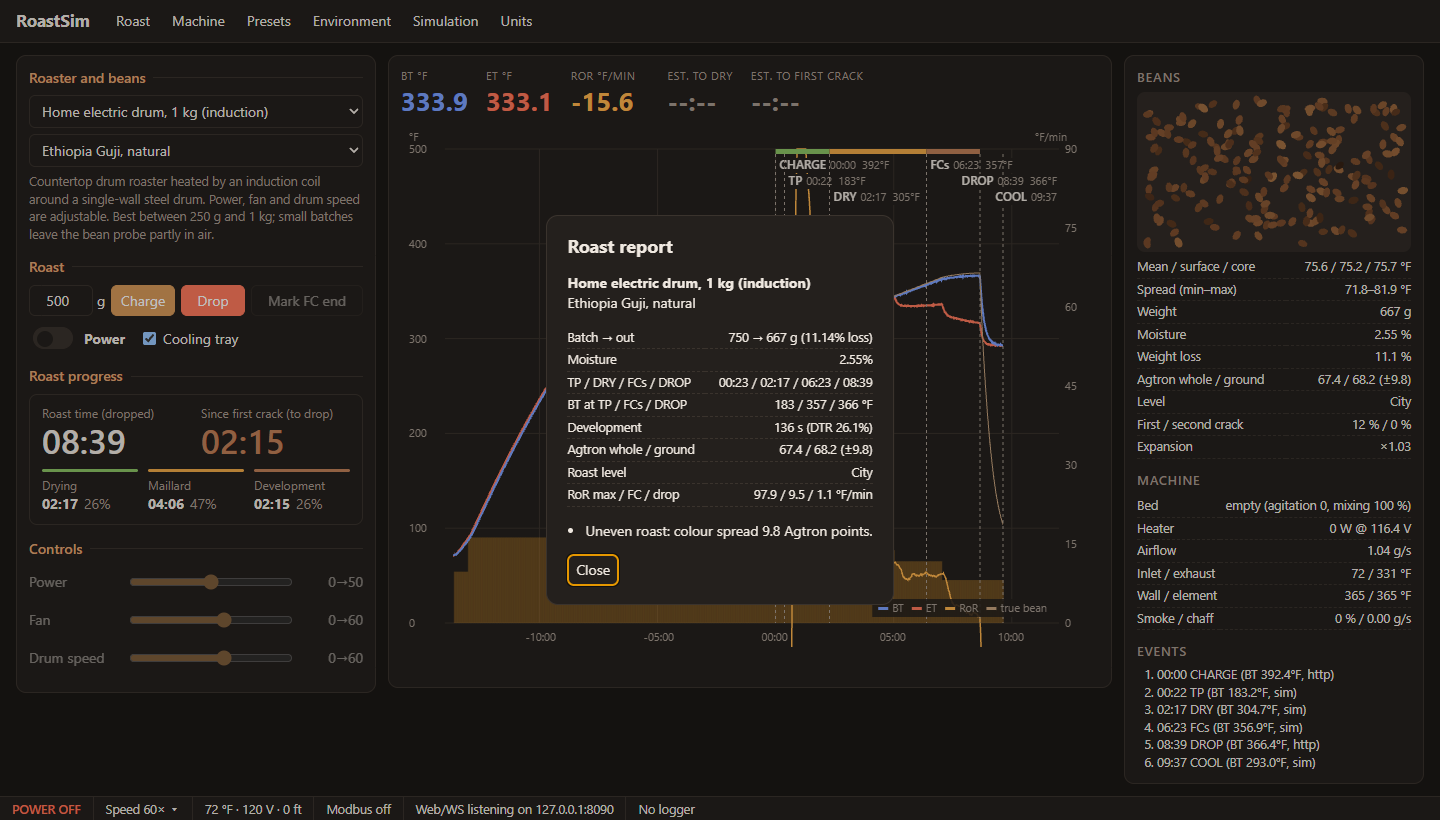 RoastSim Roast Machine Presets Environment Simulation Units
Roaster and beans
Home electric drum, 1 kg (induction)
Ethiopia Guji, natural
Countertop drum roaster heated by an induction coil
around a single-wall steel drum. Power, fan and drum speed
are adjustable. Best between 250 g and 1 kg; small batches
leave the bean probe partly in air.
Roast
500 g Charge Drop Mark FC end
Power Cooling tray
Roast progress
Roast time (dropped) Since first crack (to drop)
08:39 02:15
Drying Maillard Development
02:17 26% 04:06 47% 02:15 26%
Controls
Power 0→50
Fan 0→60
Drum speed 0→60
BT °F ET °F ROR °F/MIN EST. TO DRY EST. TO FIRST CRACK
333.9 333.1 -15.6 --:-- --:--
°F °F/min
500 90
CHARGE 00:00 392°F FCs 06:23 357°F
TP 00:22 183°F DROP 08:39 366°F
DRY 02:17 305°F COOL 09:37
75
400
60
300
45
200
30
100
15
0 0
-10:00 -05:00 00:00 05:00 10:00
BT ET RoR true bean
Roast report
Home electric drum, 1 kg (induction)
Ethiopia Guji, natural
Batch → out 750 → 667 g (11.14% loss)
Moisture 2.55%
TP / DRY / FCs / DROP 00:23 / 02:17 / 06:23 / 08:39
BT at TP / FCs / DROP 183 / 357 / 366 °F
Development 136 s (DTR 26.1%)
Agtron whole / ground 67.4 / 68.2 (±9.8)
Roast level City
RoR max / FC / drop 97.9 / 9.5 / 1.1 °F/min
• Uneven roast: colour spread 9.8 Agtron points.
Close
BEANS
Mean / surface / core 75.6 / 75.2 / 75.7 °F
Spread (min–max) 71.8–81.9 °F
Weight 667 g
Moisture 2.55 %
Weight loss 11.1 %
Agtron whole / ground 67.4 / 68.2 (±9.8)
Level City
First / second crack 12 % / 0 %
Expansion ×1.03
MACHINE
Bed empty (agitation 0, mixing 100 %)
Heater 0 W @ 116.4 V
Airflow 1.04 g/s
Inlet / exhaust 72 / 331 °F
Wall / element 365 / 365 °F
Smoke / chaff 0 % / 0.00 g/s
EVENTS
1. 00:00 CHARGE (BT 392.4°F, http)
2. 00:22 TP (BT 183.2°F, sim)
3. 02:17 DRY (BT 304.7°F, sim)
4. 06:23 FCs (BT 356.9°F, sim)
5. 08:39 DROP (BT 366.4°F, http)
6. 09:37 COOL (BT 293.0°F, sim)
POWER OFF Speed 60× 72 °F · 120 V · 0 ft Modbus off Web/WS listening on 127.0.0.1:8090 No logger